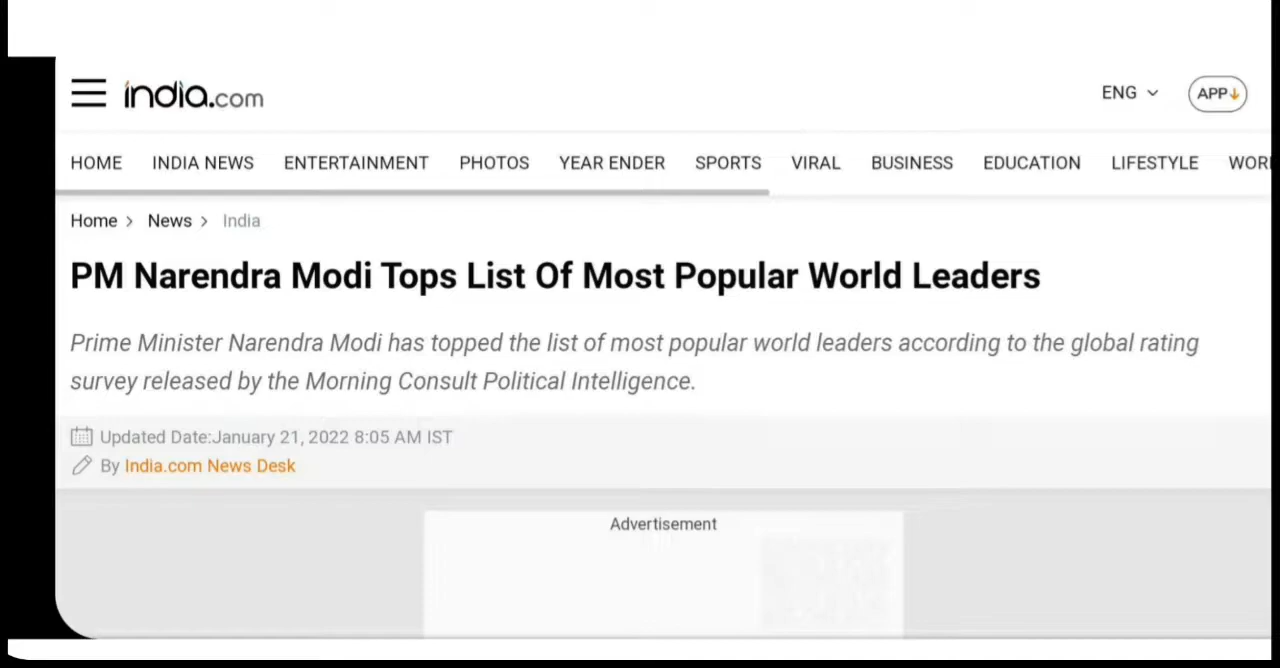 india.com
ENG
APP
HOME INDIA NEWS ENTERTAINMENT PHOTOS YEAR ENDER SPORTS VIRAL BUSINESS EDUCATION LIFESTYLE WOR
Home > News > India
PM Narendra Modi Tops List Of Most Popular World Leaders
Prime Minister Narendra Modi has topped the list of most popular world leaders according to the global rating
survey released by the Morning Consult Political Intelligence.
Updated Date:January 21, 2022 8:05 AM IST
By India.com News Desk
Advertisement